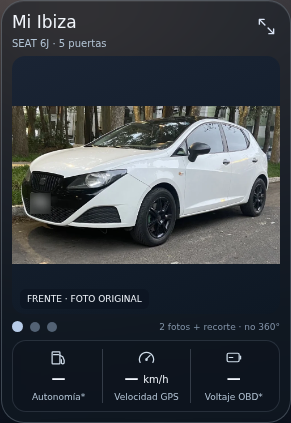 Mi Ibiza
SEAT 6J · 5 puertas
FRENTE · FOTO ORIGINAL
2 fotos + recorte · no 360°
— — km/h —
Autonomía* Velocidad GPS Voltaje OBD*